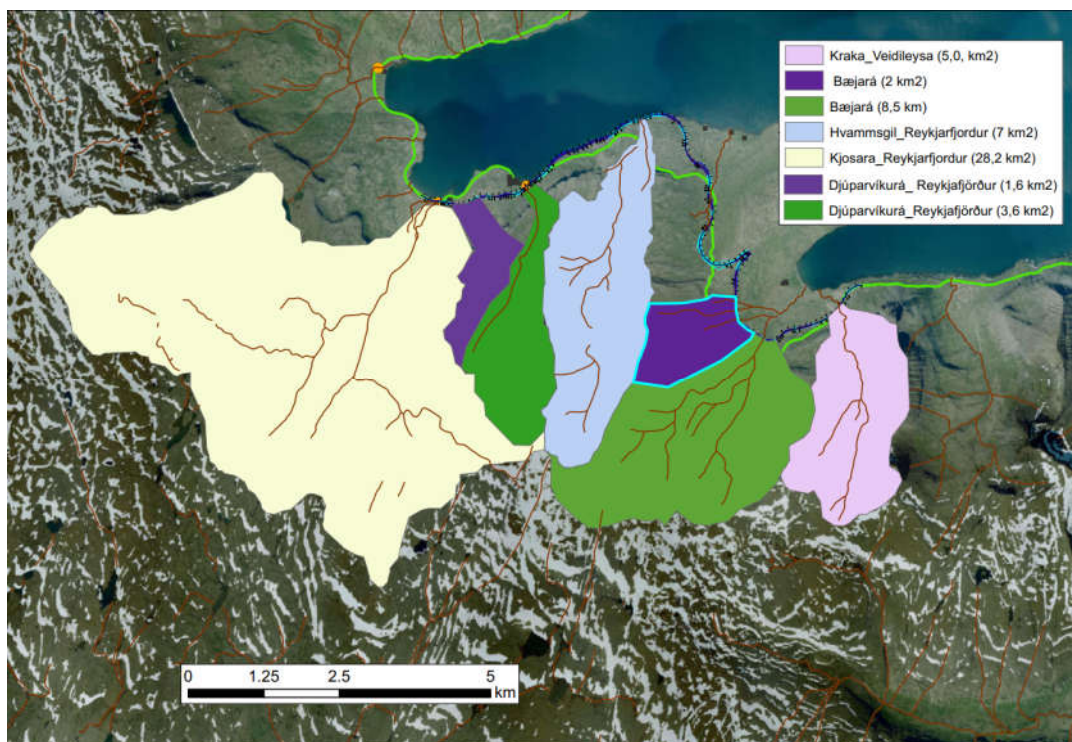 Kraka_Veidileysa (5,0, km2)
Bæjará (2 km2)
Bæjará (8,5 km)
Hvammsgil_Reykjarfjordur (7 km2)
Kjosara_Reykjarfjordur (28,2 km2)
Djúparvíkurá_ Reykjafjörður (1,6 km2)
Djúparvíkurá_Reykjafjörður (3,6 km2)
0 1.25 2.5 5
km